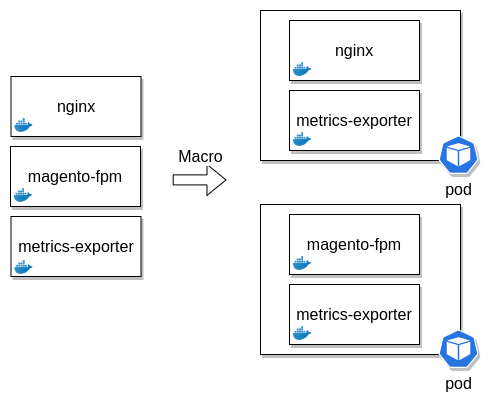 nginx
magento-fpm
metrics-exporter
Macro
nginx
metrics-exporter
pod
magento-fpm
metrics-exporter
pod